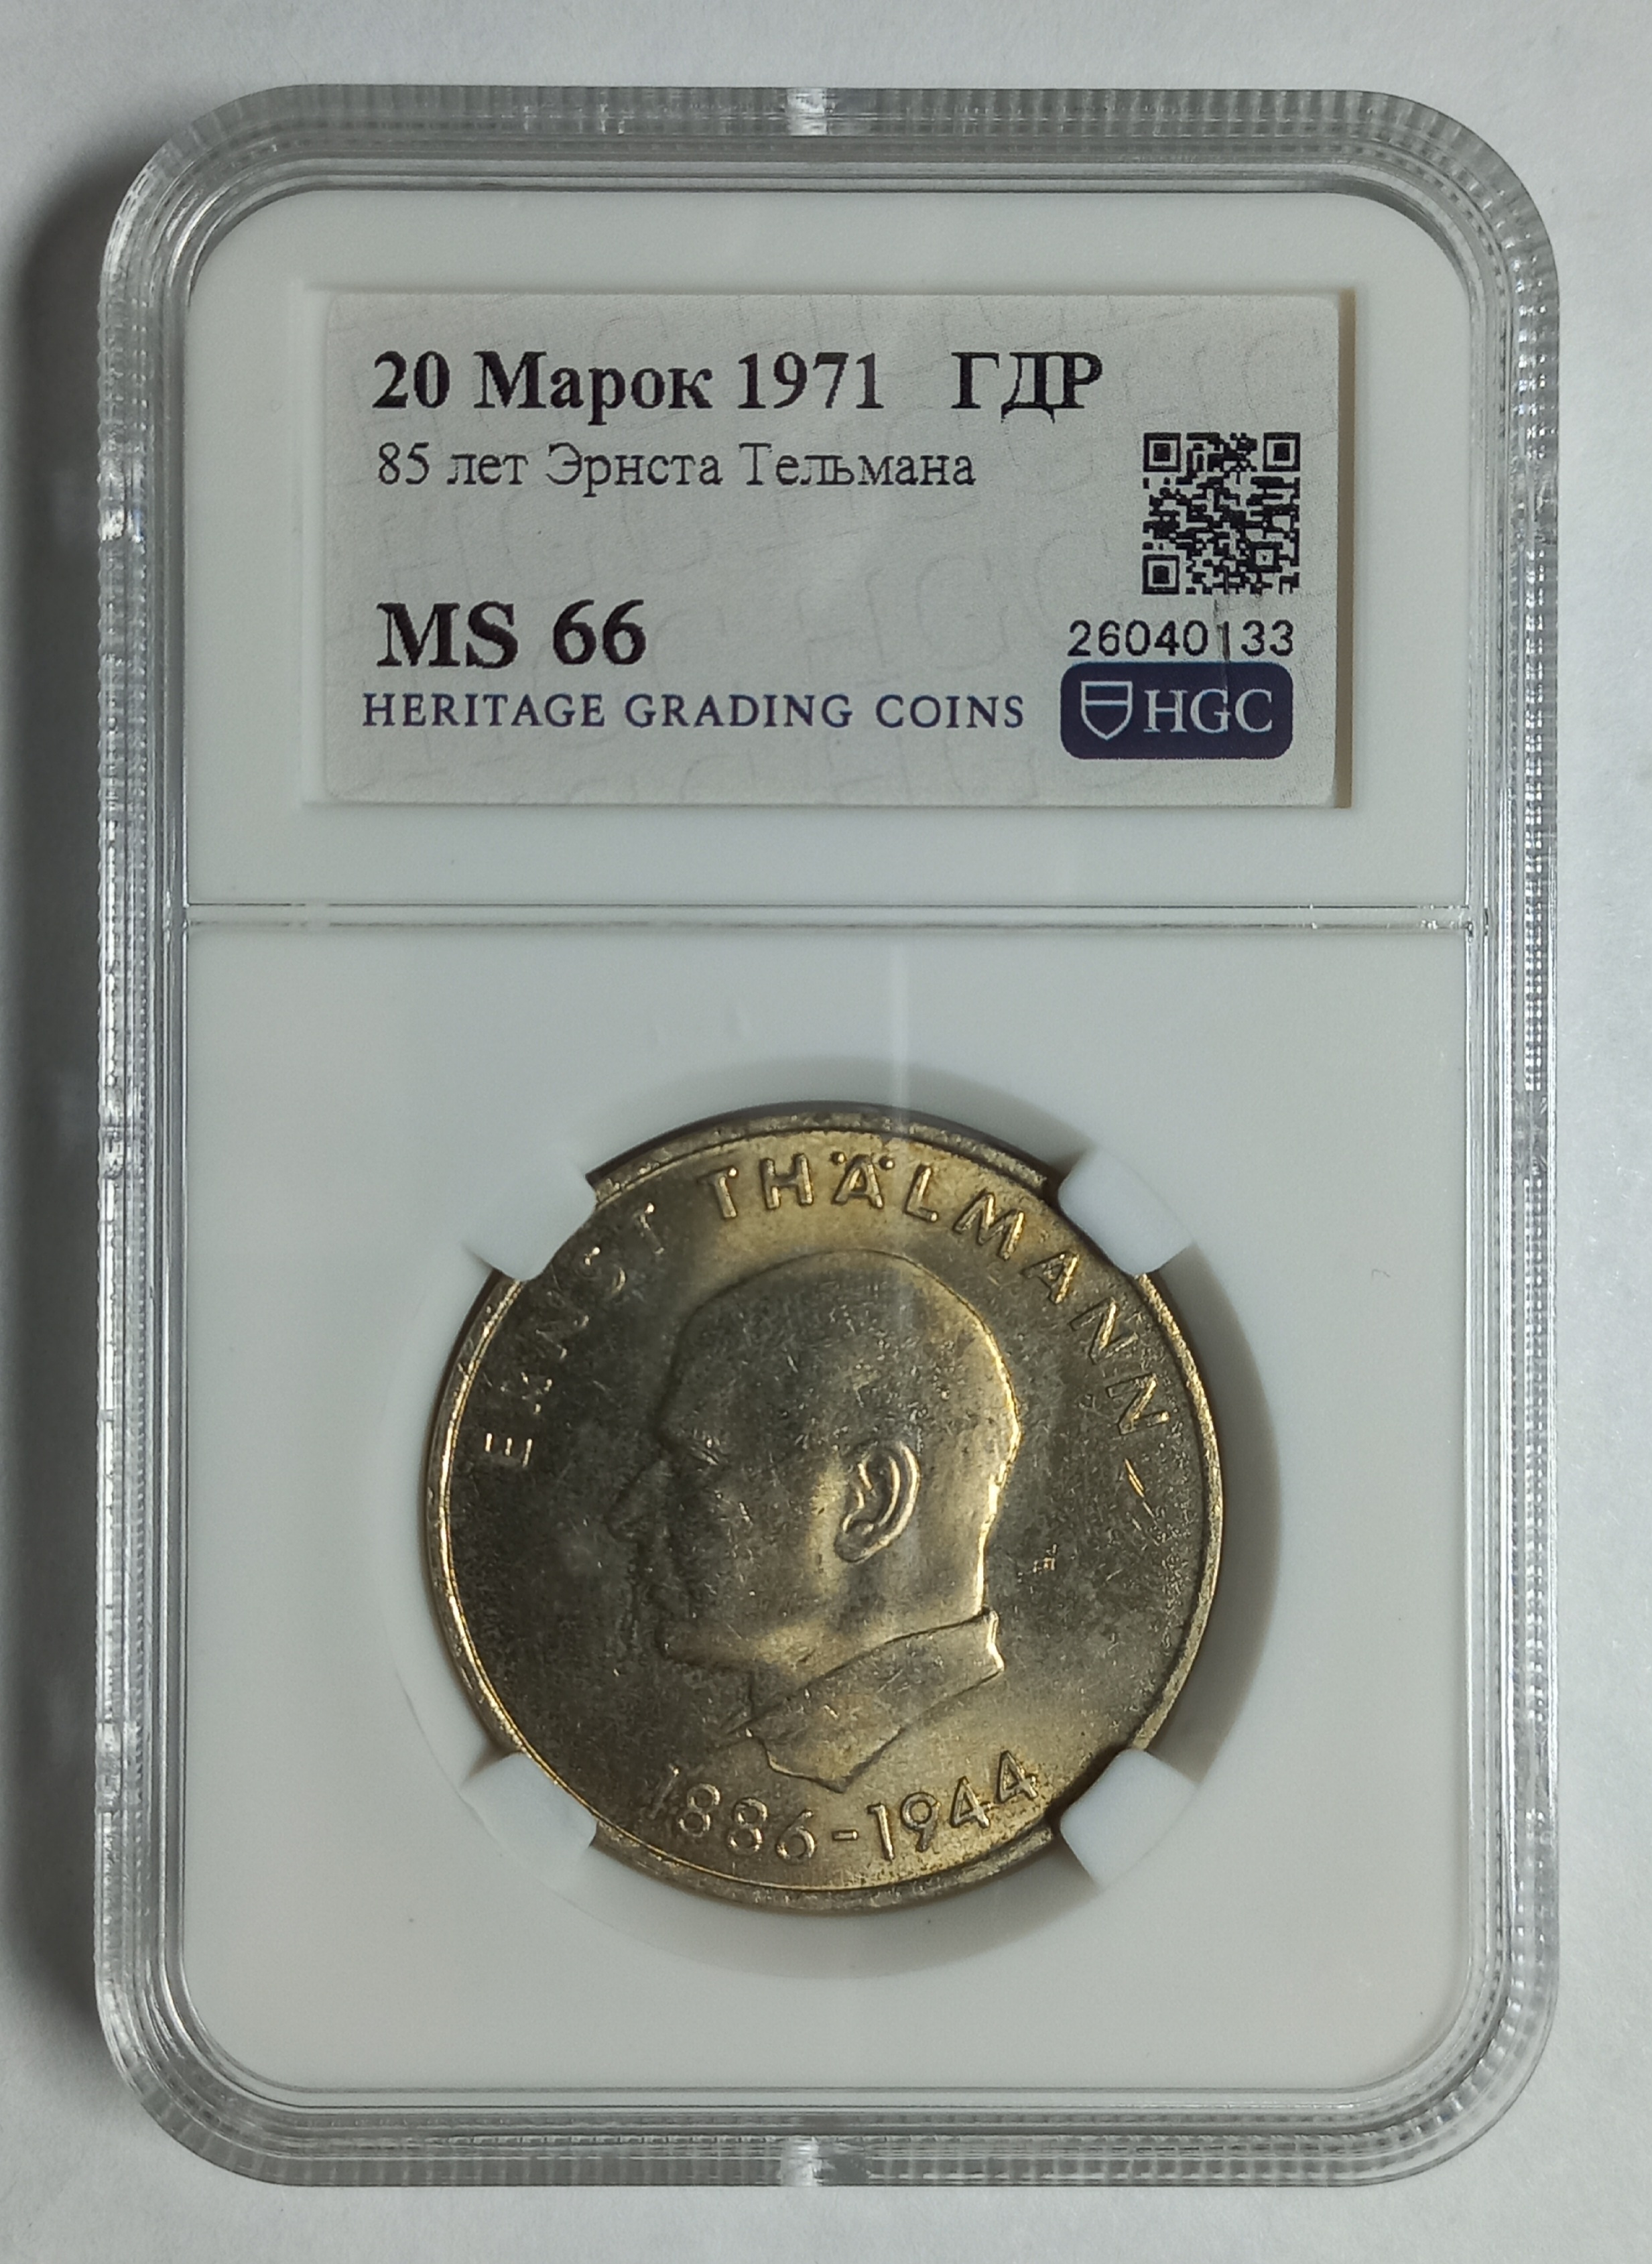 20 Марок 1971 ГДР
85 лет Эрнста Тельмана
MS 66
26040133
HERITAGE GRADING COINS
HGC
ERNST THÄLMANN
1886-1944